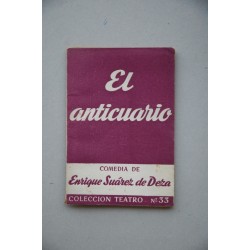 El
anticuario
COMEDIA DE
Enrique Suárez de Deza
COLECCION TEATRO - Nº 33